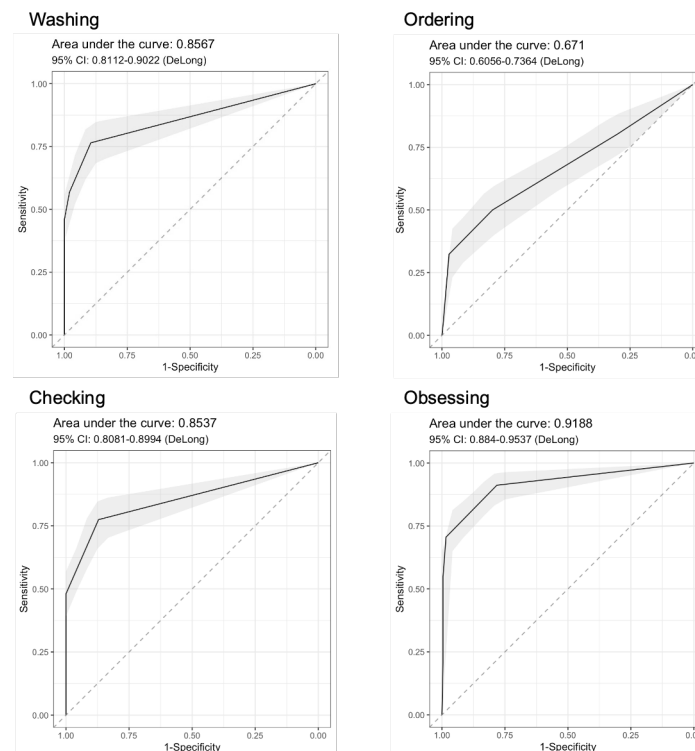 Washing
Area under the curve: 0.8567
95% CI: 0.8112-0.9022 (DeLong)
1.00
0.75
0.50
0.25
0.00
Sensitivity
1.00 0.75 0.50 0.25 0.00
1-Specificity
Ordering
Area under the curve: 0.671
95% CI: 0.6056-0.7364 (DeLong)
1.00
0.75
0.50
0.25
0.00
Sensitivity
1.00 0.75 0.50 0.25 0.0
1-Specificity
Checking
Area under the curve: 0.8537
95% CI: 0.8081-0.8994 (DeLong)
1.00
0.75
0.50
0.25
0.00
Sensitivity
1.00 0.75 0.50 0.25 0.00
1-Specificity
Obsessing
Area under the curve: 0.9188
95% CI: 0.884-0.9537 (DeLong)
1.00
0.75
0.50
0.25
0.00
Sensitivity
1.00 0.75 0.50 0.25 0.0
1-Specificity